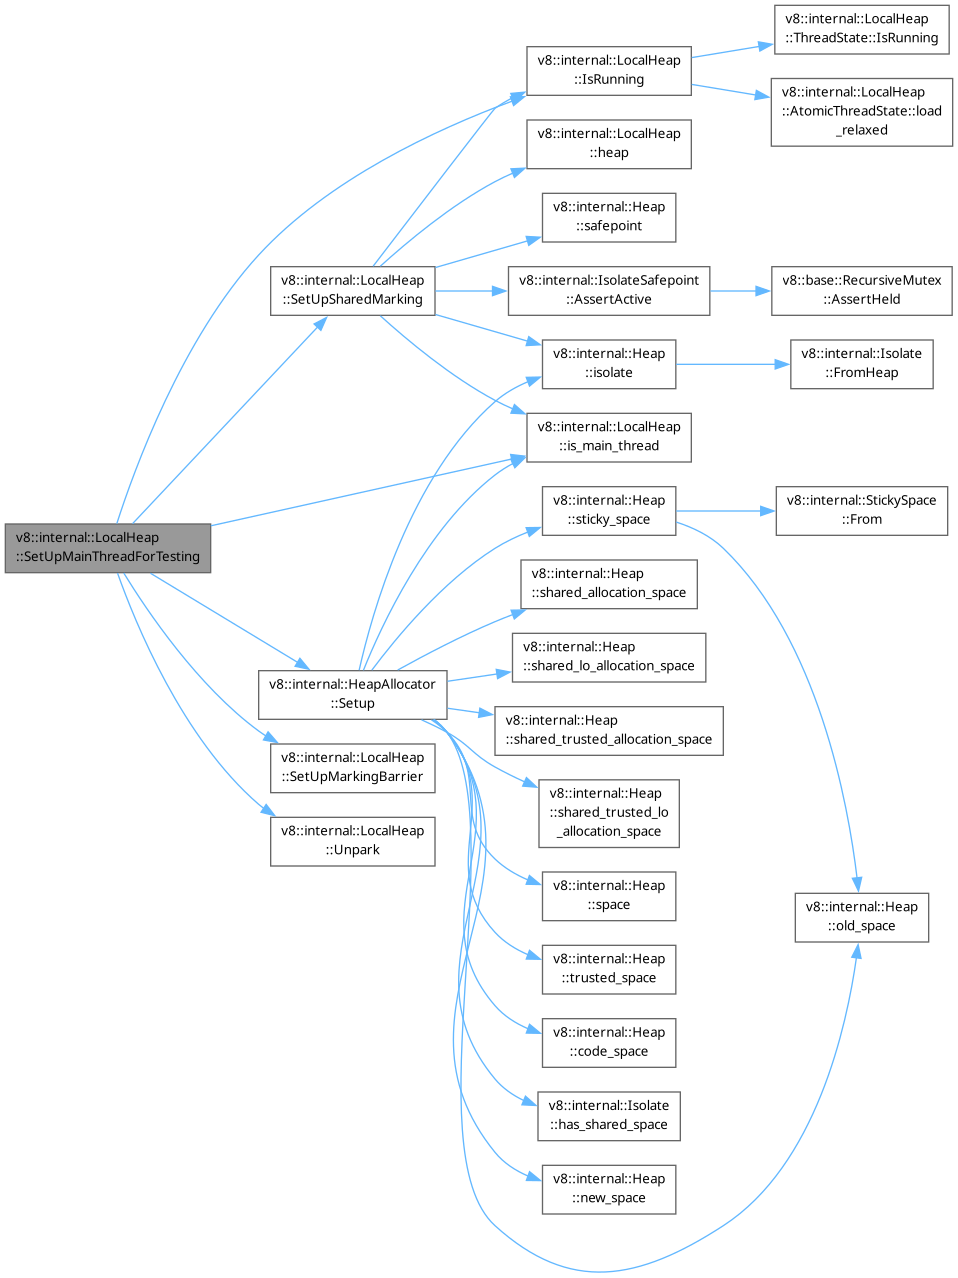 v8::internal::LocalHeap
::SetUpMainThreadForTesting
v8::internal::LocalHeap
::SetUpSharedMarking
v8::internal::HeapAllocator
::Setup
v8::internal::LocalHeap
::SetUpMarkingBarrier
v8::internal::LocalHeap
::Unpark
v8::internal::LocalHeap
::IsRunning
v8::internal::LocalHeap
::heap
v8::internal::Heap
::safepoint
v8::internal::IsolateSafepoint
::AssertActive
v8::internal::Heap
::isolate
v8::internal::LocalHeap
::is_main_thread
v8::internal::Heap
::sticky_space
v8::internal::Heap
::shared_allocation_space
v8::internal::Heap
::shared_lo_allocation_space
v8::internal::Heap
::shared_trusted_allocation_space
v8::internal::Heap
::shared_trusted_lo
_allocation_space
v8::internal::Heap
::space
v8::internal::Heap
::trusted_space
v8::internal::Heap
::code_space
v8::internal::Isolate
::has_shared_space
v8::internal::Heap
::new_space
v8::internal::LocalHeap
::ThreadState::IsRunning
v8::internal::LocalHeap
::AtomicThreadState::load
_relaxed
v8::base::RecursiveMutex
::AssertHeld
v8::internal::Isolate
::FromHeap
v8::internal::StickySpace
::From
v8::internal::Heap
::old_space